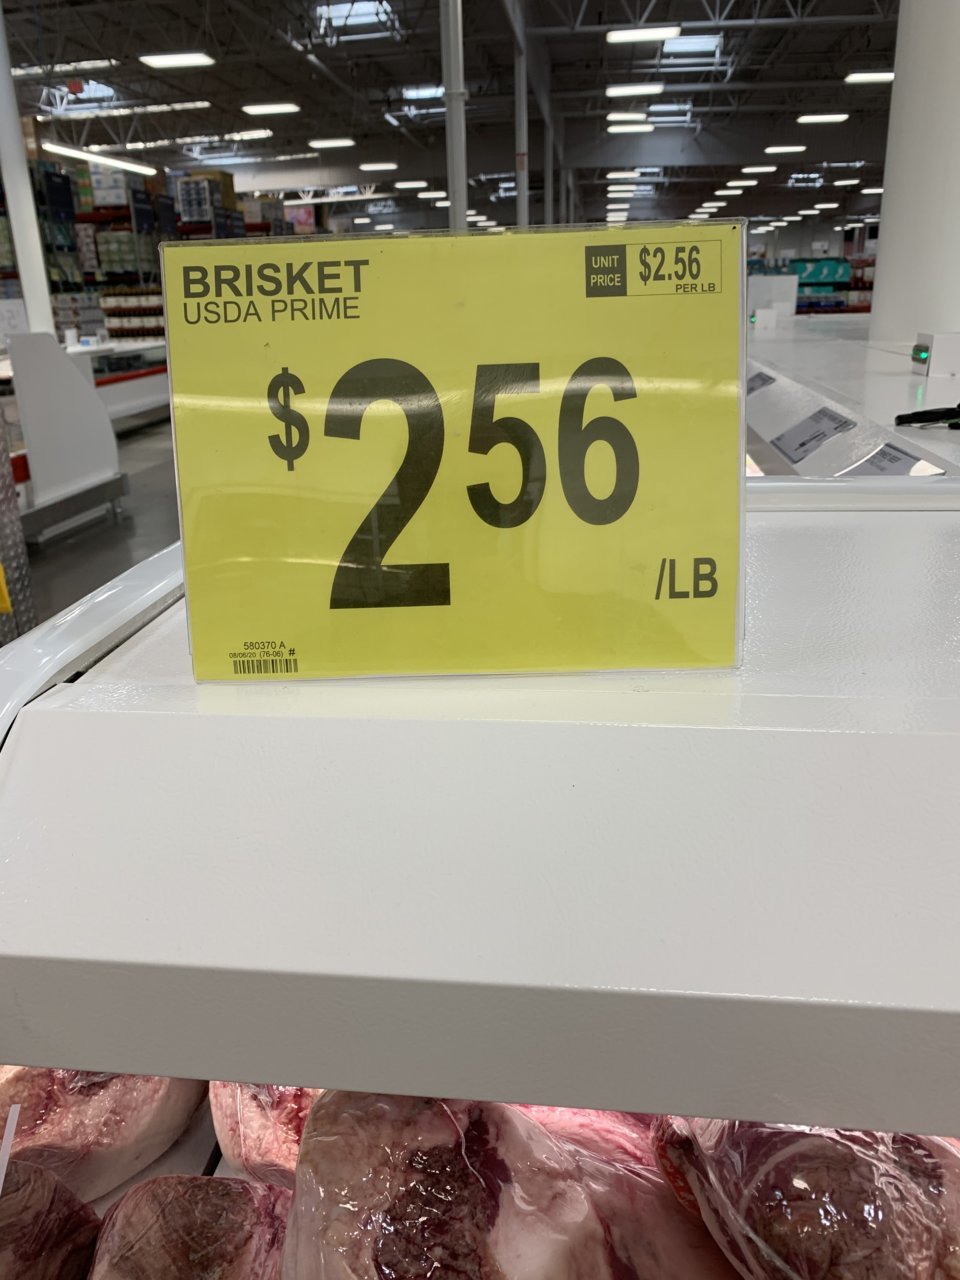 BRISKET
USDA PRIME
UNIT PRICE
$2.56
PER LB
$2 56
/LB
580370 A
08/06/20 (76-06) #